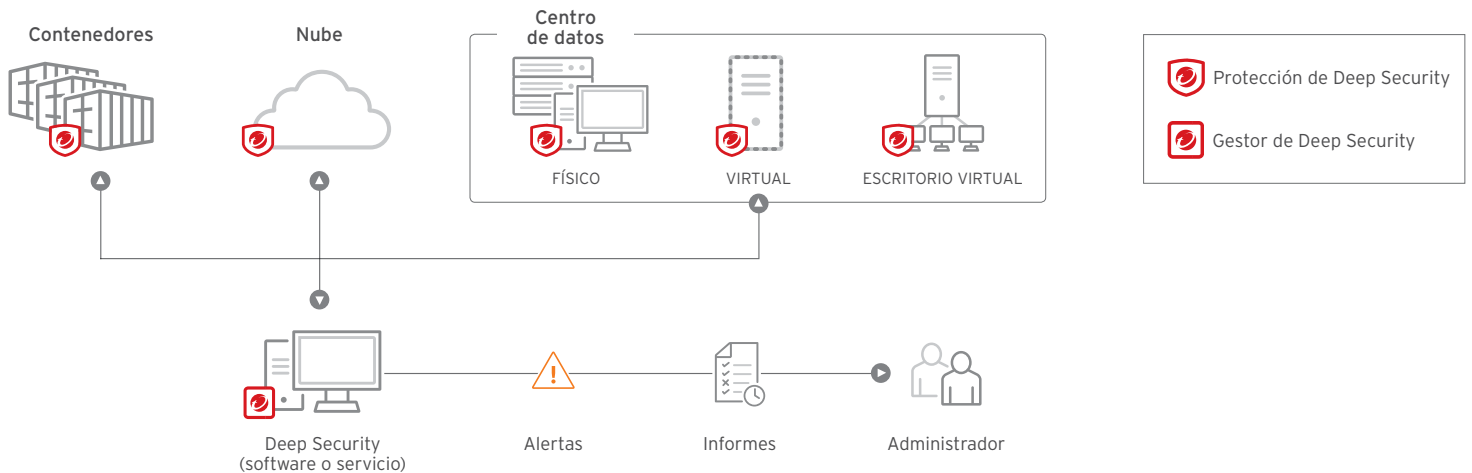 Contenedores
Nube
Centro
de datos
FÍSICO
VIRTUAL
ESCRITORIO VIRTUAL
Protección de Deep Security
Gestor de Deep Security
Deep Security
(software o servicio)
Alertas
Informes
Administrador